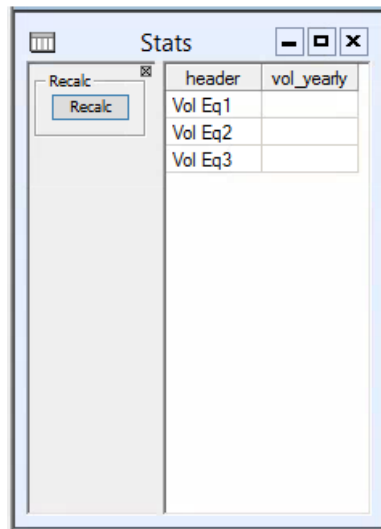 Stats
Recalc
Recalc
header vol_yearly
Vol Eq1
Vol Eq2
Vol Eq3